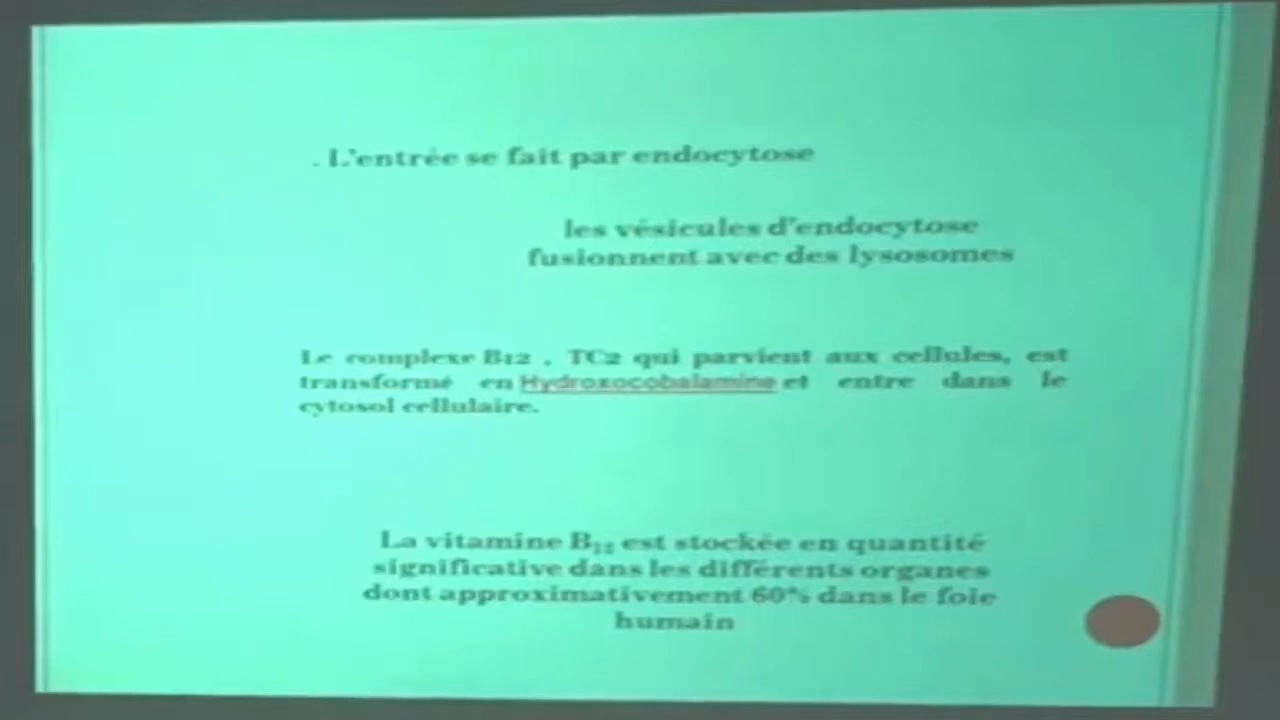 . L'entrée se fait par endocytose
les vésicules d'endocytose
fusionnent avec des lysosomes
Le complexe B12 , TC2 qui parvient aux cellules, est
transformé en Hydroxocobalamine et entre dans le
cytosol cellulaire.
La vitamine B12 est stockée en quantité
significative dans les différents organes
dont approximativement 60% dans le foie
humain